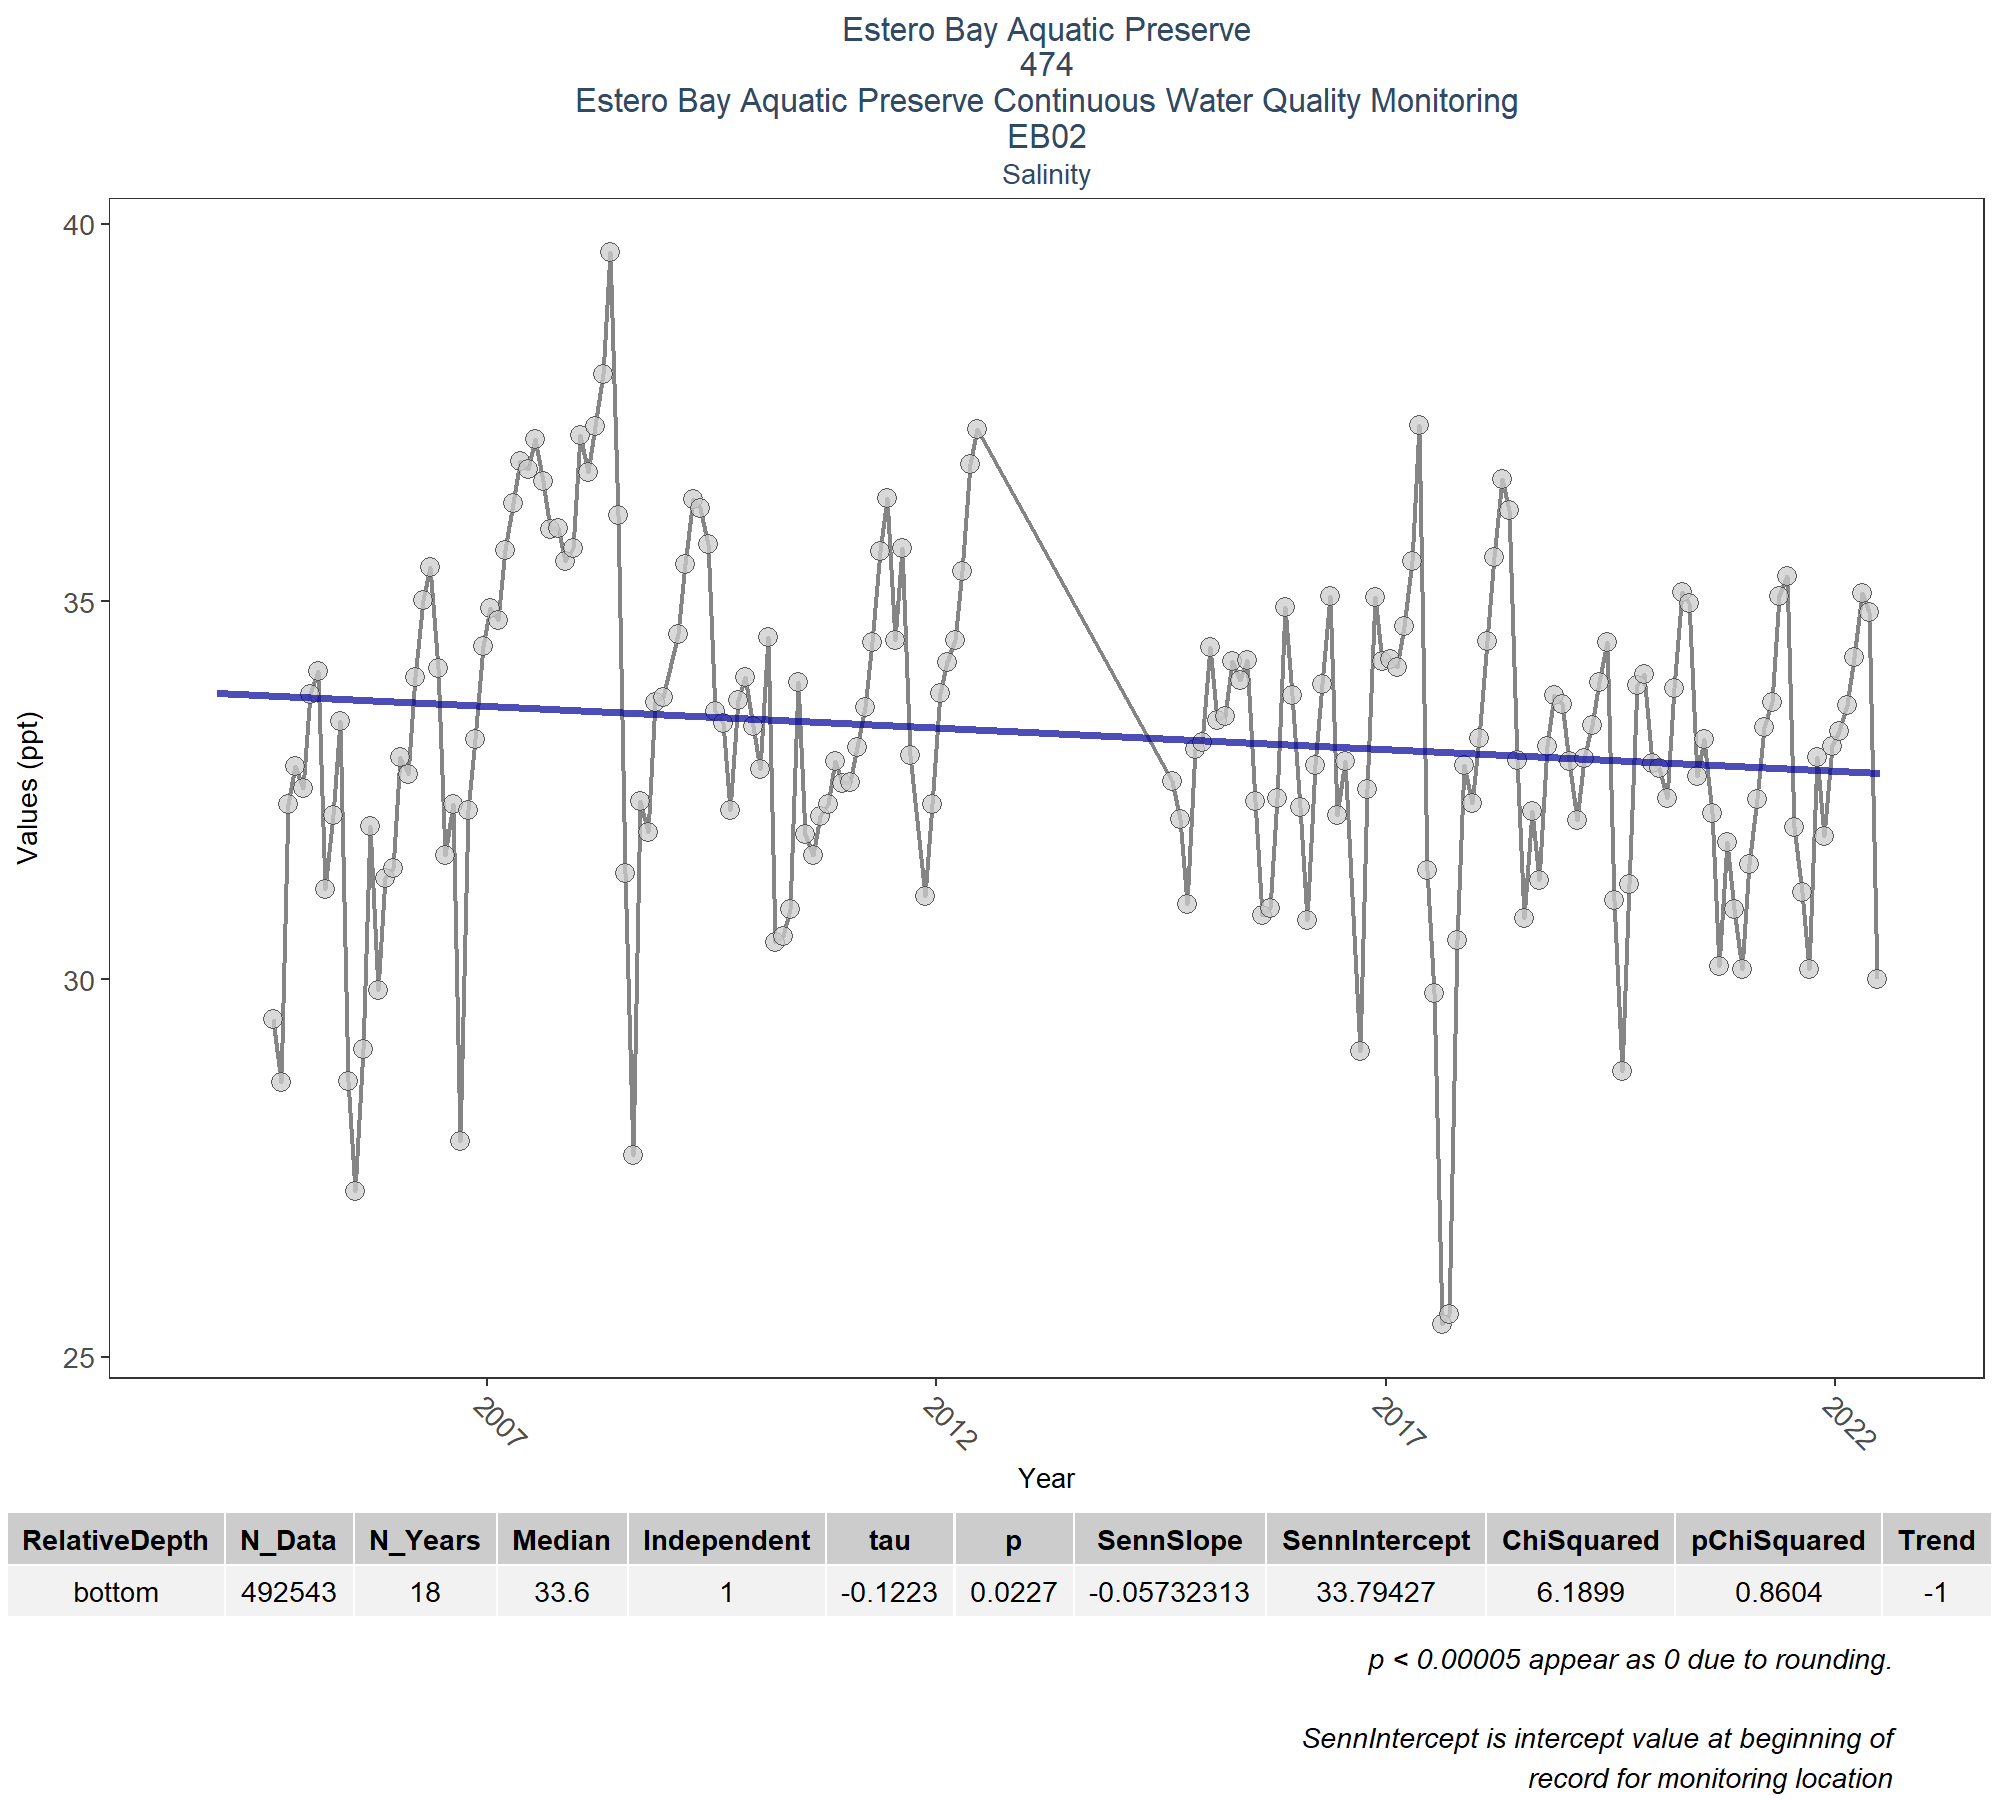 Estero Bay Aquatic Preserve
474
Estero Bay Aquatic Preserve Continuous Water Quality Monitoring
EB02
Salinity
40
35
30
25
Values (ppt)
2007 2012 2017 2022
Year
RelativeDepth N_Data N_Years Median Independent tau p SennSlope SennIntercept ChiSquared pChiSquared Trend
bottom 492543 18 33.6 1 -0.1223 0.0227 -0.05732313 33.79427 6.1899 0.8604 -1
p < 0.00005 appear as 0 due to rounding.
SennIntercept is intercept value at beginning of
record for monitoring location